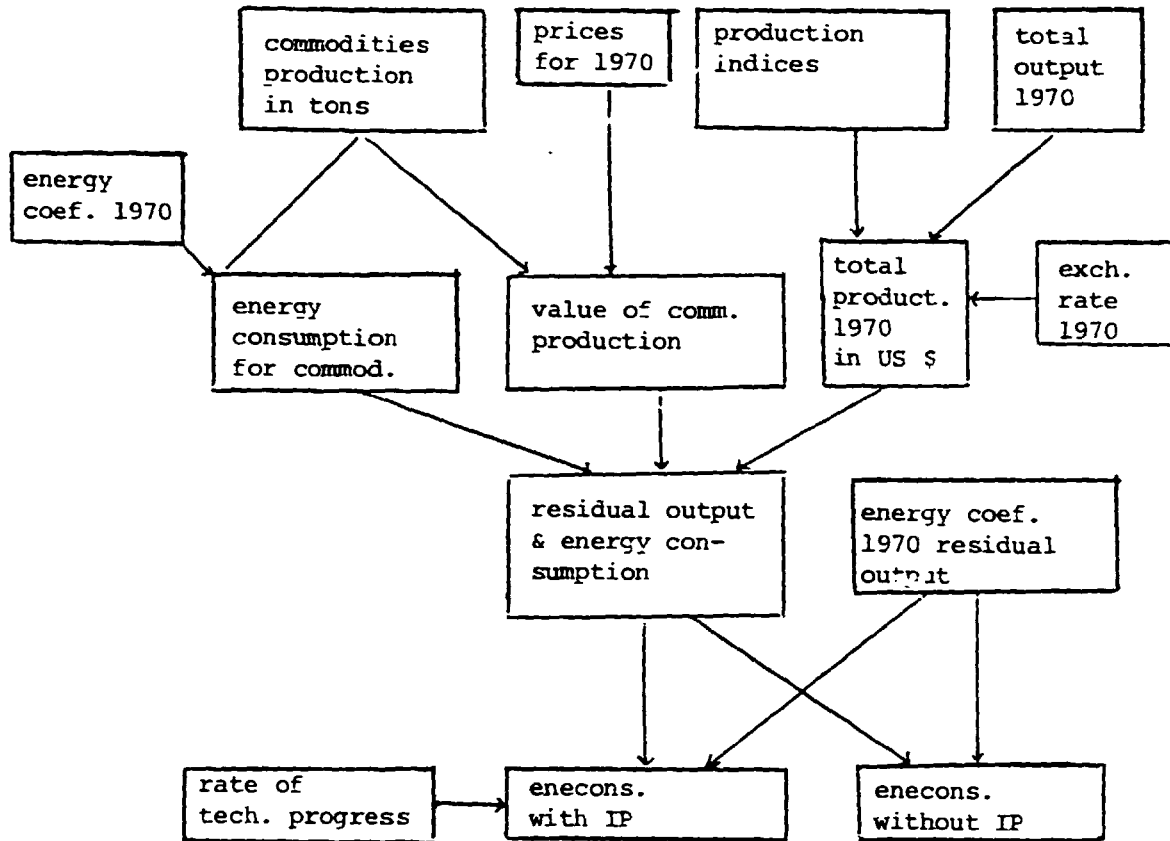 commodities
production
in tons
prices
for 1970
production
indices
total
output
1970
energy
coef. 1970
energy
consumption
for commod.
value of comm.
production
total
product.
1970
in US $
exch.
rate
1970
residual output
& energy con-
sumption
energy coef.
1970 residual
output
rate of
tech. progress
enecons.
with IP
enecons.
without IP